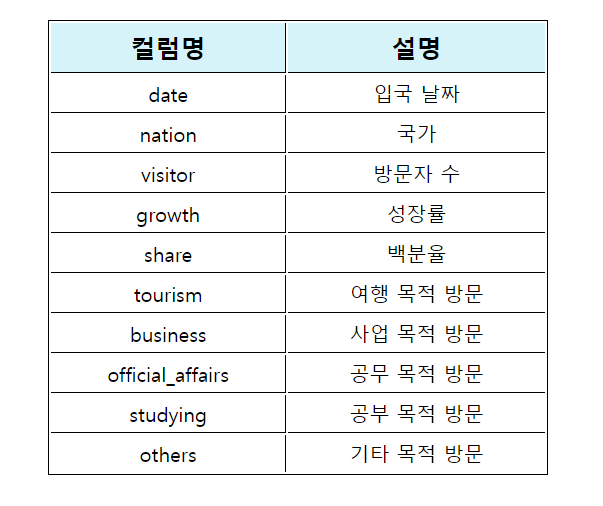 컬럼명 설명
date 입국 날짜
nation 국가
visitor 방문자 수
growth 성장률
share 백분율
tourism 여행 목적 방문
business 사업 목적 방문
official_affairs 공무 목적 방문
studying 공부 목적 방문
others 기타 목적 방문